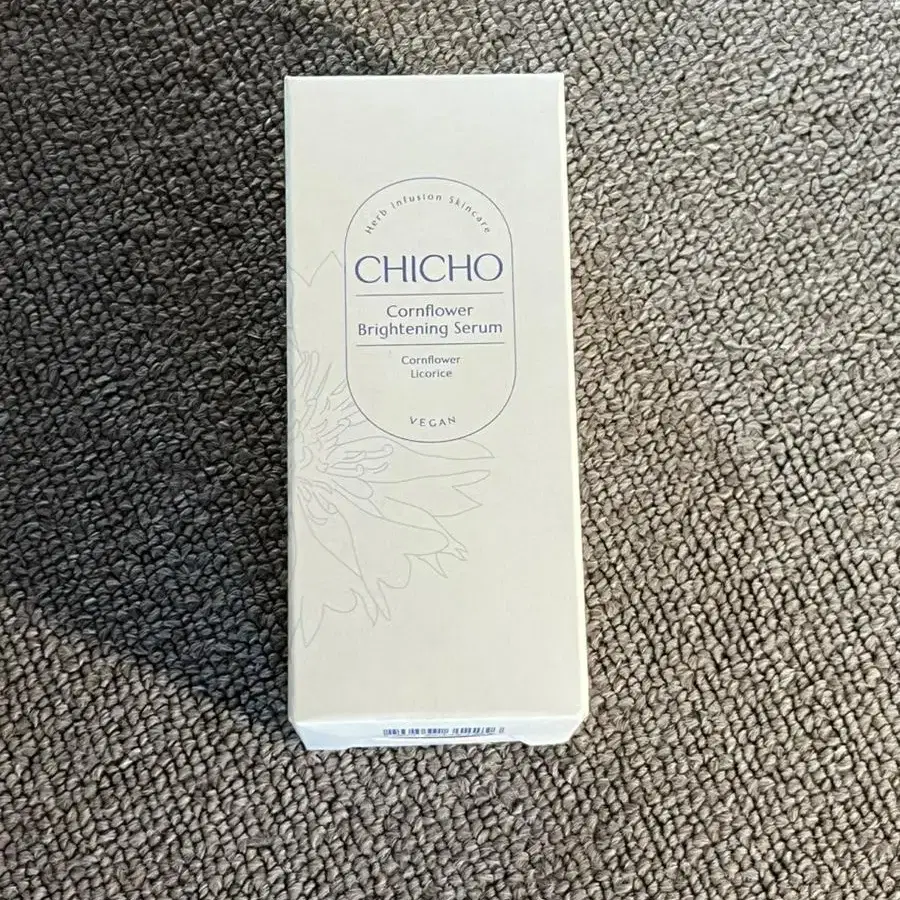 Herb Infusion Skincare
CHICHO
Cornflower
Brightening Serum
Cornflower
Licorice
VEGAN